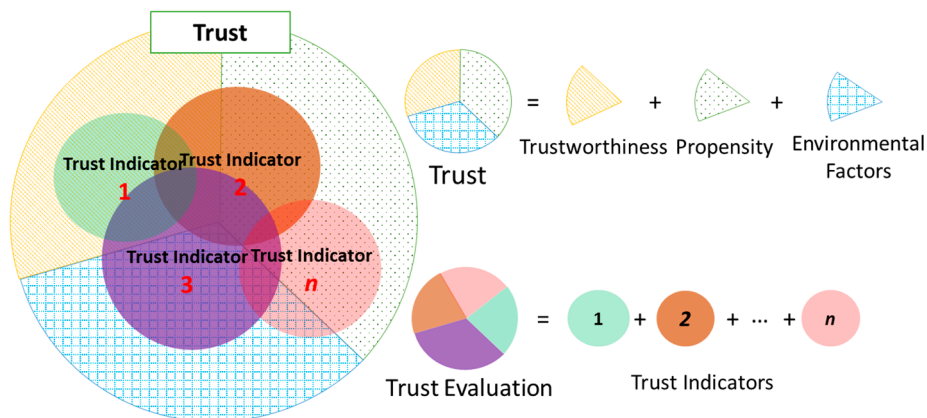 Trust
Trust Indicator
1
Trust Indicator
2
Trust Indicator
3
Trust Indicator
n
= + +
Trust
Trustworthiness
Propensity
Environmental
Factors
= 1 + 2 + ... + n
Trust Evaluation
Trust Indicators